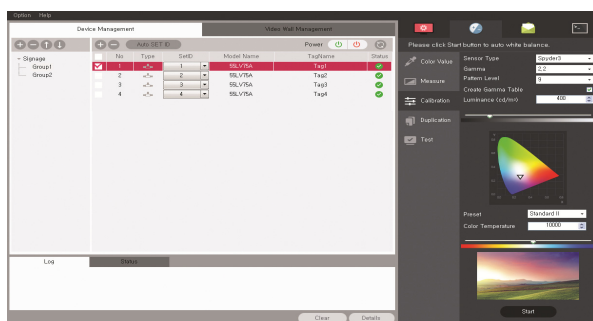 Option Help
Device Management
Video Wall Management
Auto SET ID
Power
Signage
Group1
Group2
No Type SetID Model Name TagName Status
1 1 55LV75A Tag1
2 2 55LV75A Tag2
3 3 55LV75A Tag3
4 4 55LV75A Tag4
Log
Status
Clear
Details
Please click Start button to auto white balance.
Color Value
Measure
Calibration
Duplication
Test
Sensor Type Spyder3
Gamma 2.2
Pattern Level 9
Create Gamma Table
Luminance (cd/m²) 400
Preset Standard II
Color Temperature 10000
Start